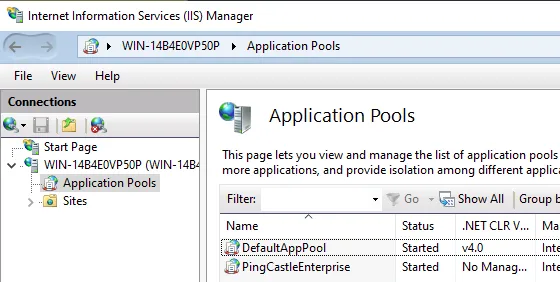 Internet Information Services (IIS) Manager
WIN-14B4E0VP50P Application Pools
File View Help
Connections
Start Page
WIN-14B4E0VP50P (WIN-14B4
Application Pools
Sites
Application Pools
This page lets you view and manage the list of application pools
more applications, and provide isolation among different applica
Filter: Go Show All Group b
Name Status .NET CLR V... Ma
DefaultAppPool Started v4.0 Inte
PingCastleEnterprise Started No Manag... Inte